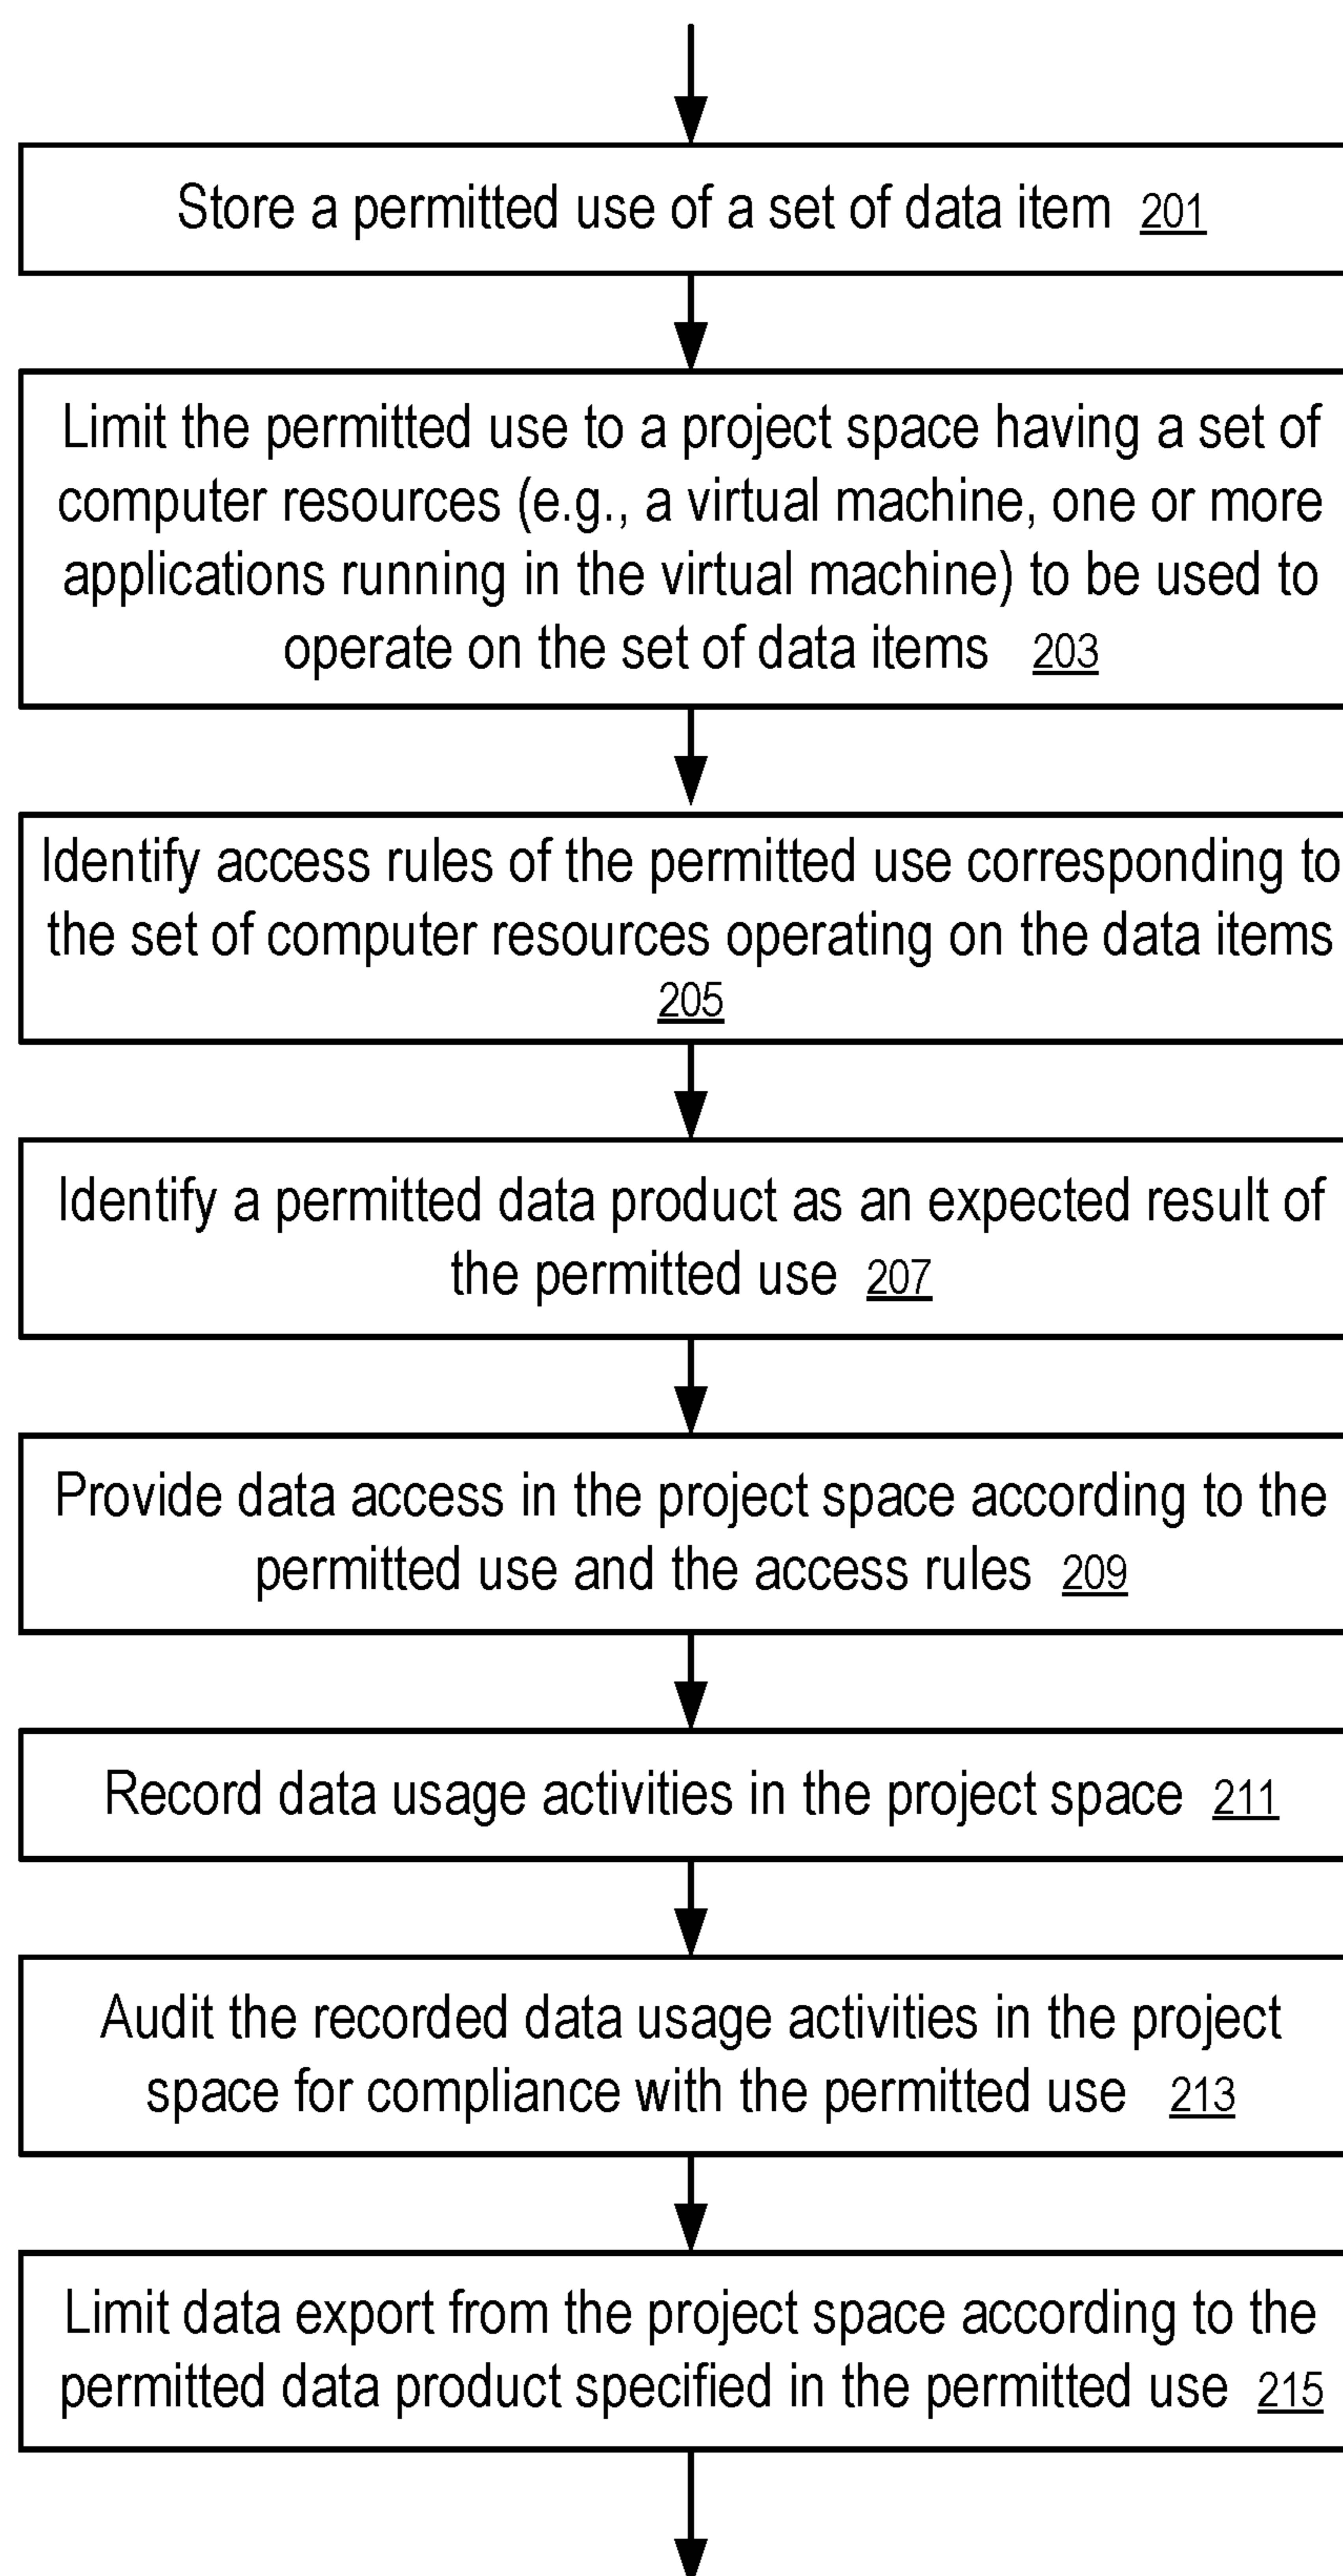 Store a permitted use of a set of data item 201
Limit the permitted use to a project space having a set of
computer resources (e.g., a virtual machine, one or more
applications running in the virtual machine) to be used to
operate on the set of data items 203
Identify access rules of the permitted use corresponding to
the set of computer resources operating on the data items
205
Identify a permitted data product as an expected result of
the permitted use 207
Provide data access in the project space according to the
permitted use and the access rules 209
Record data usage activities in the project space 211
Audit the recorded data usage activities in the project
space for compliance with the permitted use 213
Limit data export from the project space according to the
permitted data product specified in the permitted use 215